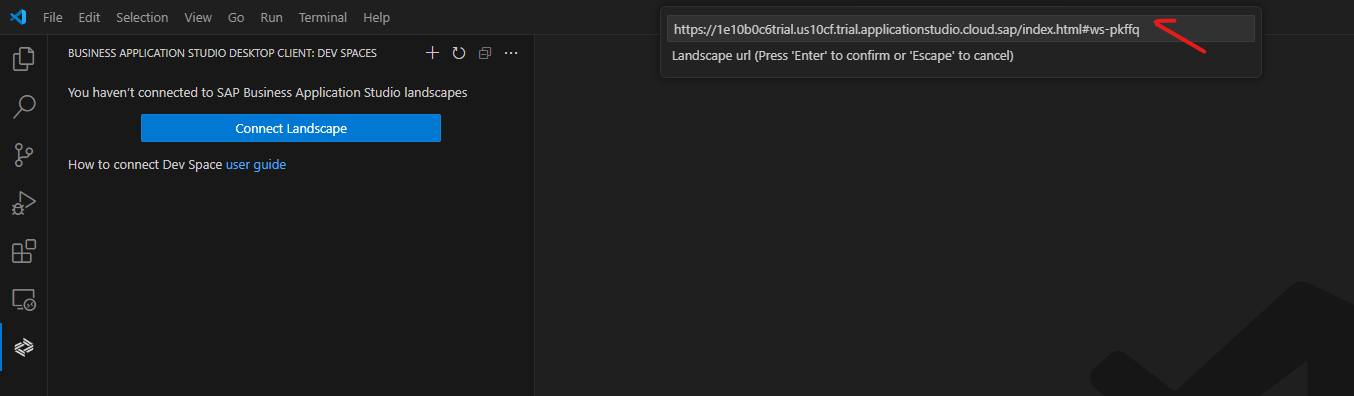 File Edit Selection View Go Run Terminal Help
https://1e10b0c6trial.us10cf.trial.applicationstudio.cloud.sap/index.html#ws-pkffq
Landscape url (Press 'Enter' to confirm or 'Escape' to cancel)
BUSINESS APPLICATION STUDIO DESKTOP CLIENT: DEV SPACES
You haven't connected to SAP Business Application Studio landscapes
Connect Landscape
How to connect Dev Space user guide